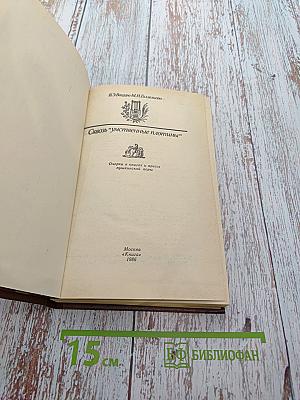 В.Э.Вацуро М.И.Гиллельсон
Сквозь "умственные плотины"
Очерки о книгах и прессе
пушкинской поры
Москва
«Книга»
1986
15 см.
БИБЛИОФАН